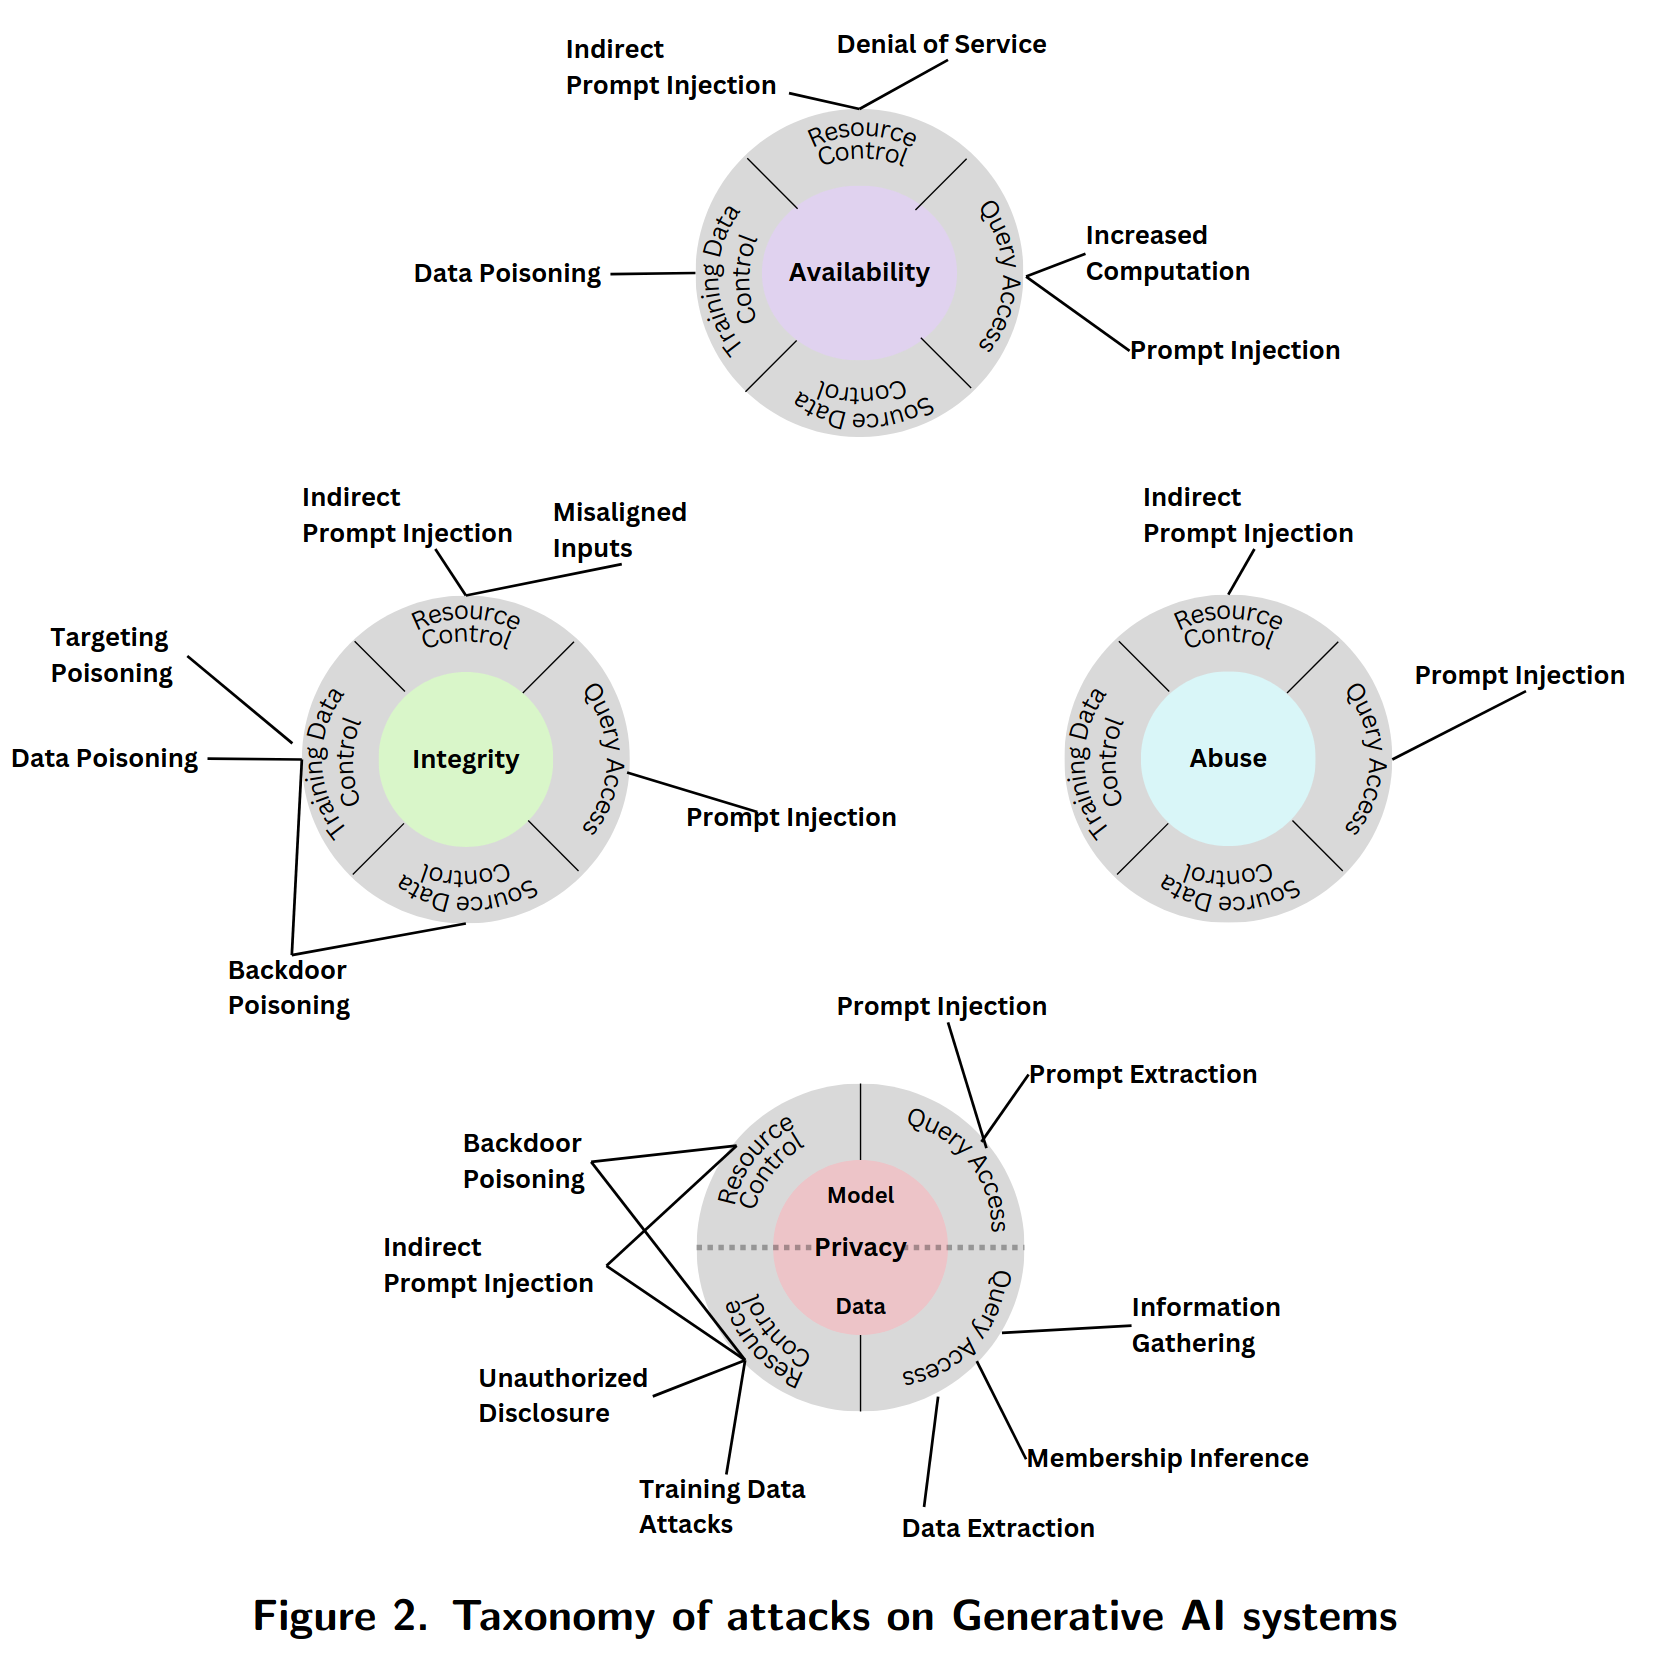 Indirect
Prompt Injection
Denial of Service
Resource
Control
Training Data
Control
Query Access
Source Data
Control
Availability
Data Poisoning
Increased
Computation
Prompt Injection
Indirect
Prompt Injection
Misaligned
Inputs
Targeting
Poisoning
Data Poisoning
Resource
Control
Training Data
Control
Query Access
Source Data
Control
Integrity
Prompt Injection
Backdoor
Poisoning
Indirect
Prompt Injection
Resource
Control
Training Data
Control
Query Access
Source Data
Control
Abuse
Prompt Injection
Prompt Injection
Prompt Extraction
Backdoor
Poisoning
Indirect
Prompt Injection
Resource
Control
Query Access
Model
Privacy
Data
Resource
Control
Query Access
Information
Gathering
Unauthorized
Disclosure
Membership Inference
Training Data
Attacks
Data Extraction
Figure 2. Taxonomy of attacks on Generative AI systems